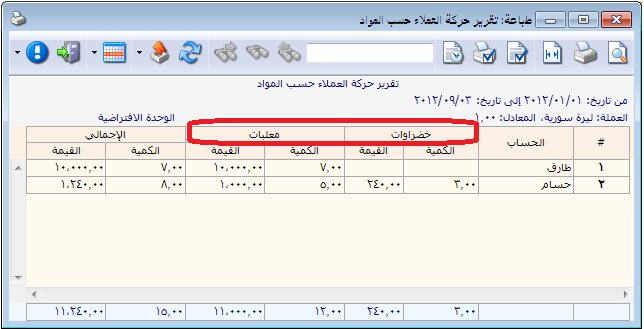 طباعة: تقرير حركة العملاء حسب المواد
تقرير حركة العملاء حسب المواد
من تاريخ: ٢٠١٢/٠١/٠١ إلى تاريخ: ٢٠١٢/٠٩/٠٣
العملة: ليرة سورية، المعادل: ١,٠٠ الوحدة الافتراضية
# الحساب خضراوات معلبات الإجمالي
الكمية القيمة الكمية القيمة الكمية القيمة
١ طارق ٧,٠٠ ١٠,٠٠٠,٠٠ ٧,٠٠ ١٠,٠٠٠,٠٠
٢ حسام ٣,٠٠ ٢٤٠,٠٠ ٥,٠٠ ١,٠٠٠,٠٠ ٨,٠٠ ١,٢٤٠,٠٠
٣,٠٠ ٢٤٠,٠٠ ١٢,٠٠ ١١,٠٠٠,٠٠ ١٥,٠٠ ١١,٢٤٠,٠٠